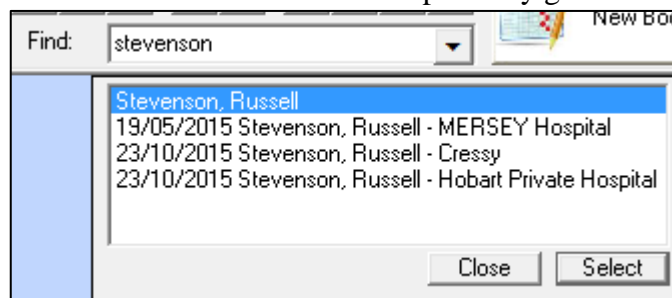 New Boo
Find:
stevenson
Stevenson, Russell
19/05/2015 Stevenson, Russell - MERSEY Hospital
23/10/2015 Stevenson, Russell - Cressy
23/10/2015 Stevenson, Russell - Hobart Private Hospital
Close
Select